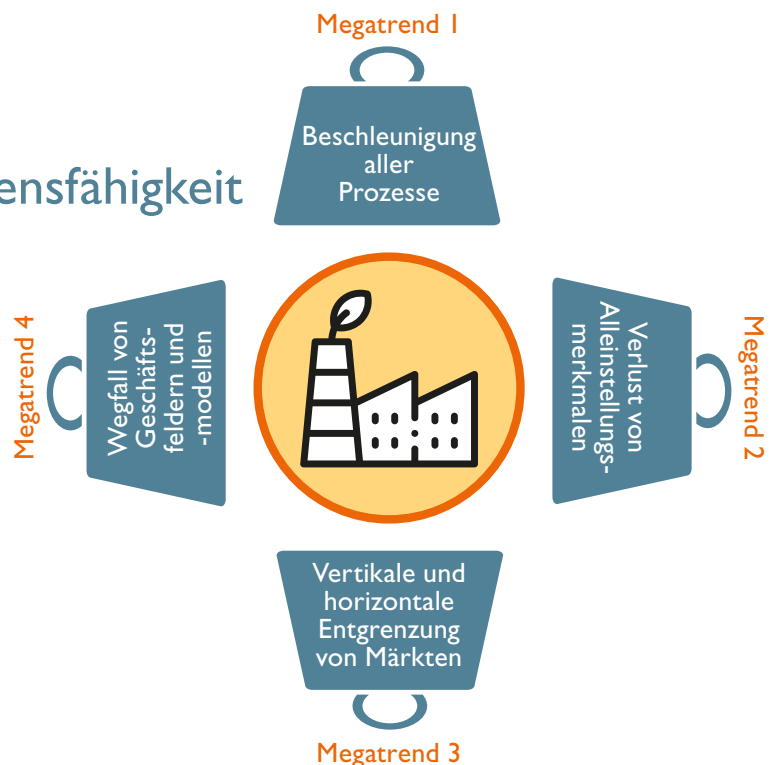 Megatrend 1
Beschleunigung
aller
Prozesse
ensfähigkeit
Megatrend 4
Wegfall von
Geschäfts-
feldern und
-modellen
Verlust von
Alleinstellungs-
merkmalen
Megatrend 2
Vertikale und
horizontale
Entgrenzung
von Märkten
Megatrend 3